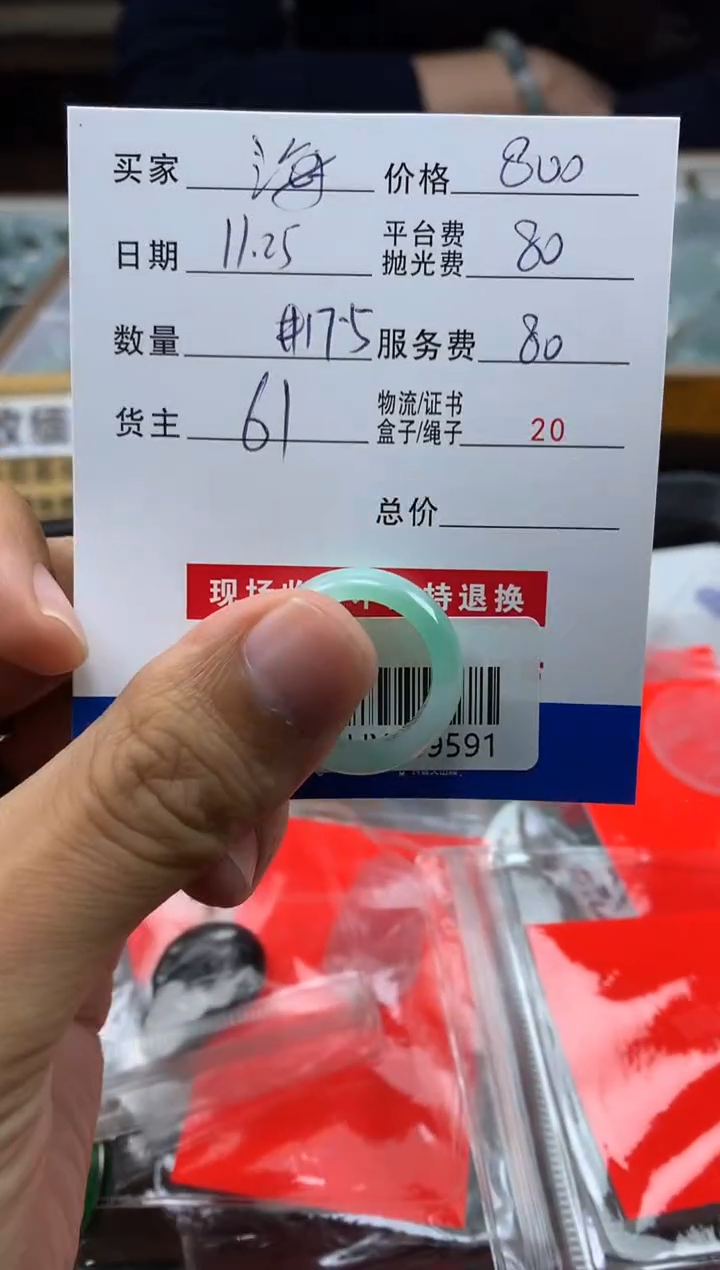 买家 海 价格 800
日期 11.25 平台费 抛光费 80
数量 #17.5 服务费 80
货主 61 物流/证书 盒子/绳子 20
总价
现场 持退换
9591